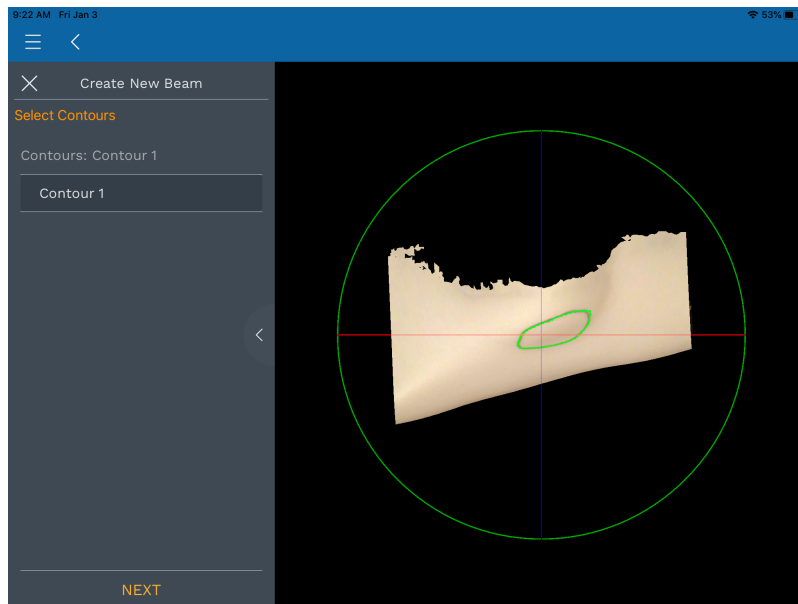 9:22 AM Fri Jan 3
53%
Create New Beam
Select Contours
Contours: Contour 1
Contour 1
NEXT